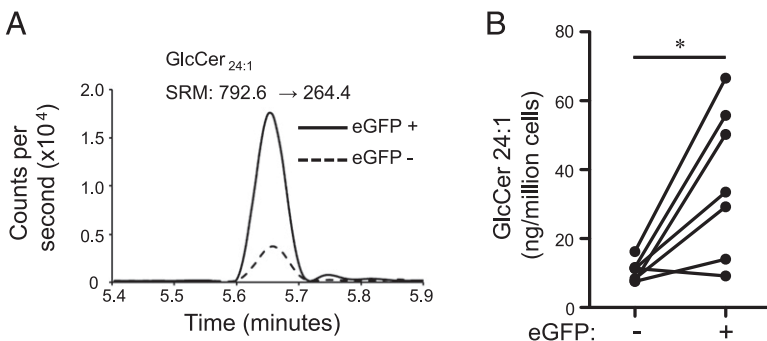 A
GlcCer 24:1
SRM: 792.6 → 264.4
2.0
1.5
1.0
0.5
0
Counts per
second (x10⁴)
eGFP +
eGFP -
5.4 5.5 5.6 5.7 5.8 5.9
Time (minutes)
B
*
80
60
40
20
0
GlcCer 24:1
(ng/million cells)
eGFP: - +